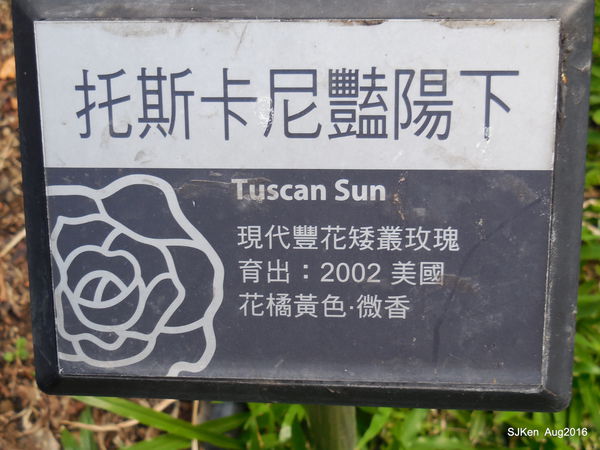 托斯卡尼豔陽下
Tuscan Sun
現代豐花矮叢玫瑰
育出：2002 美國
花橘黃色‧微香
SJKen Aug2016